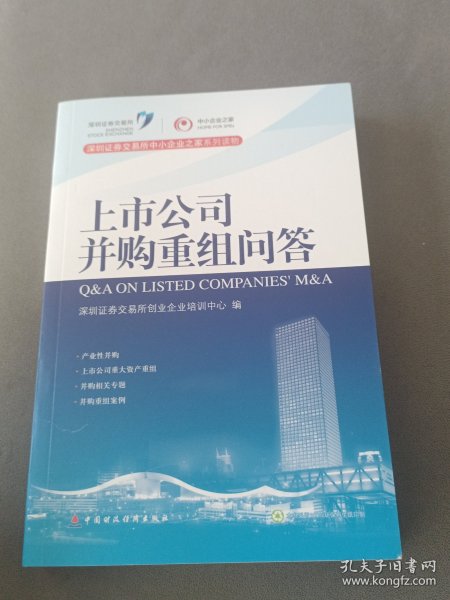 深圳证券交易所
SHENZHEN
STOCK EXCHANGE
中小企业之家
HOME FOR SMEs
深圳证券交易所中小企业之家系列读物
上市公司
并购重组问答
Q&A ON LISTED COMPANIES' M&A
深圳证券交易所创业企业培训中心 编
·产业性并购
·上市公司重大资产重组
·并购相关专题
·并购重组案例
中国财政经济出版社
孔夫子旧书网
www.kongfz.com